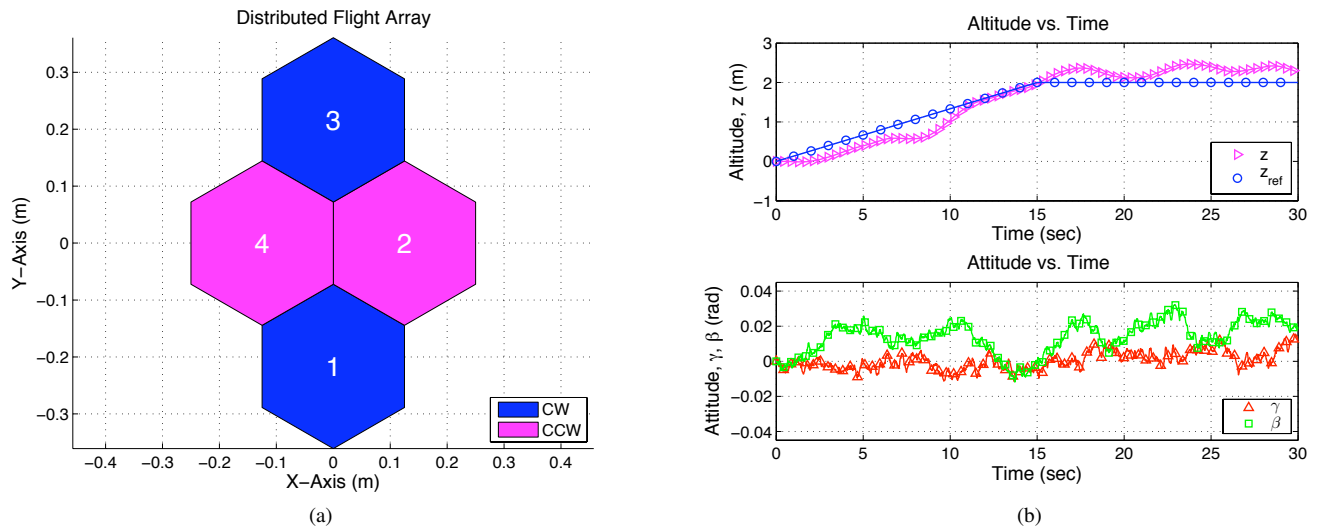 Distributed Flight Array
Y−Axis (m)
0.3
0.2
0.1
0
−0.1
−0.2
−0.3
3
4
2
1
CW
CCW
−0.4
−0.3
−0.2
−0.1
0
0.1
0.2
0.3
0.4
X−Axis (m)
(a)
Altitude vs. Time
Altitude, z (m)
3
2
1
0
−1
z
z_ref
0
5
10
15
20
25
30
Time (sec)
Attitude vs. Time
Attitude, γ, β (rad)
0.04
0.02
0
−0.02
−0.04
γ
β
0
5
10
15
20
25
30
Time (sec)
(b)